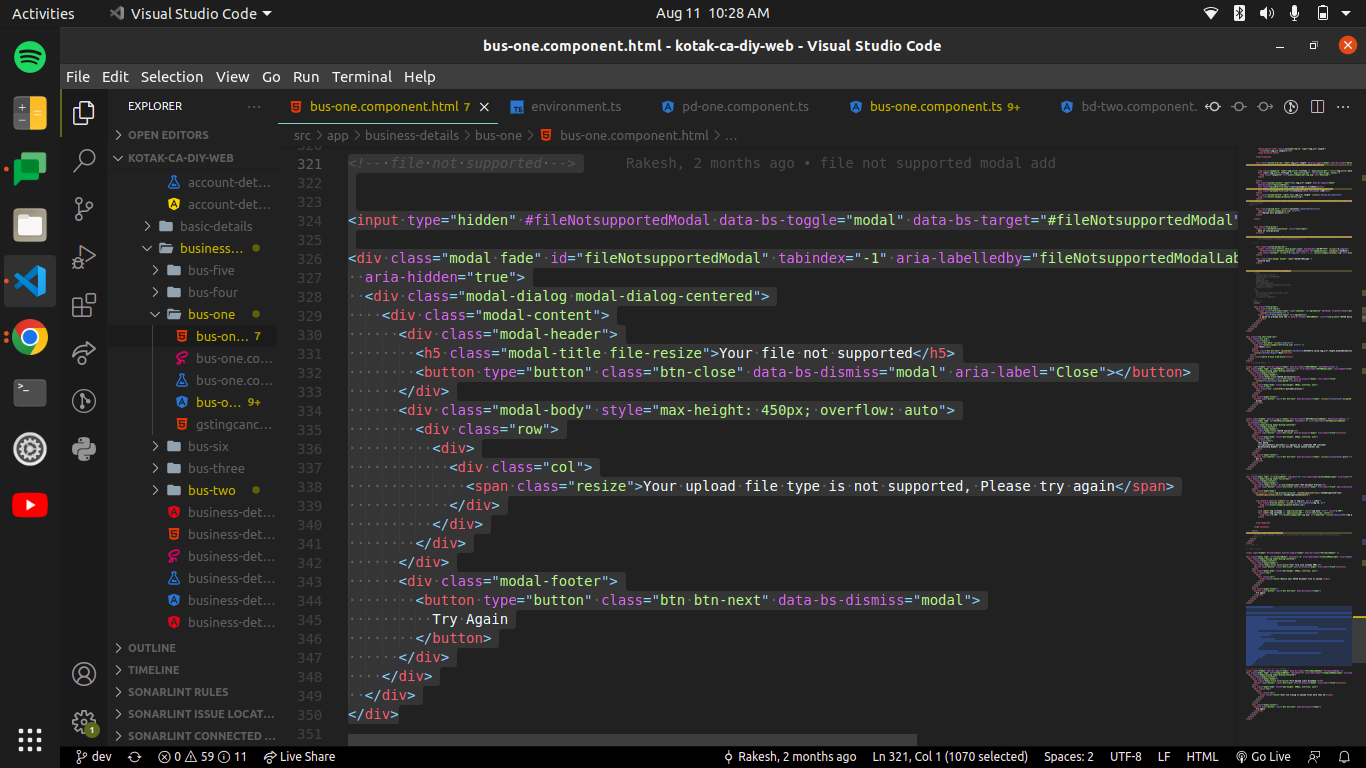 Activities
Visual Studio Code
Aug 11 10:28 AM
bus-one.component.html - kotak-ca-diy-web - Visual Studio Code
File Edit Selection View Go Run Terminal Help
EXPLORER
bus-one.component.html 7
environment.ts
pd-one.component.ts
bus-one.component.ts 9+
bd-two.component.
OPEN EDITORS
src > app > business-details > bus-one > bus-one.component.html > ...
KOTAK-CA-DIY-WEB
account-det...
account-det...
basic-details
business...
bus-five
bus-four
bus-one
bus-on... 7
bus-one.co...
bus-one.co...
bus-o... 9+
gstingcanc...
bus-six
bus-three
bus-two
business-det...
business-det...
business-det...
business-det...
business-det...
business-det...
OUTLINE
TIMELINE
SONARLINT RULES
SONARLINT ISSUE LOCAT...
SONARLINT CONNECTED ...
321 <!-- file not supported --> Rakesh, 2 months ago • file not supported modal add
322
323
324 <input type="hidden" #fileNotsupportedModal data-bs-toggle="modal" data-bs-target="#fileNotsupportedModal"
325
326 <div class="modal fade" id="fileNotsupportedModal" tabindex="-1" aria-labelledby="fileNotsupportedModalLab
327 aria-hidden="true">
328 <div class="modal-dialog modal-dialog-centered">
329 <div class="modal-content">
330 <div class="modal-header">
331 <h5 class="modal-title file-resize">Your file not supported</h5>
332 <button type="button" class="btn-close" data-bs-dismiss="modal" aria-label="Close"></button>
333 </div>
334 <div class="modal-body" style="max-height: 450px; overflow: auto">
335 <div class="row">
336 <div>
337 <div class="col">
338 <span class="resize">Your upload file type is not supported, Please try again</span>
339 </div>
340 </div>
341 </div>
342 </div>
343 <div class="modal-footer">
344 <button type="button" class="btn btn-next" data-bs-dismiss="modal">
345 Try Again
346 </button>
347 </div>
348 </div>
349 </div>
350 </div>
351
1
dev
0 59 11
Live Share
Rakesh, 2 months ago
Ln 321, Col 1 (1070 selected)
Spaces: 2
UTF-8
LF
HTML
Go Live